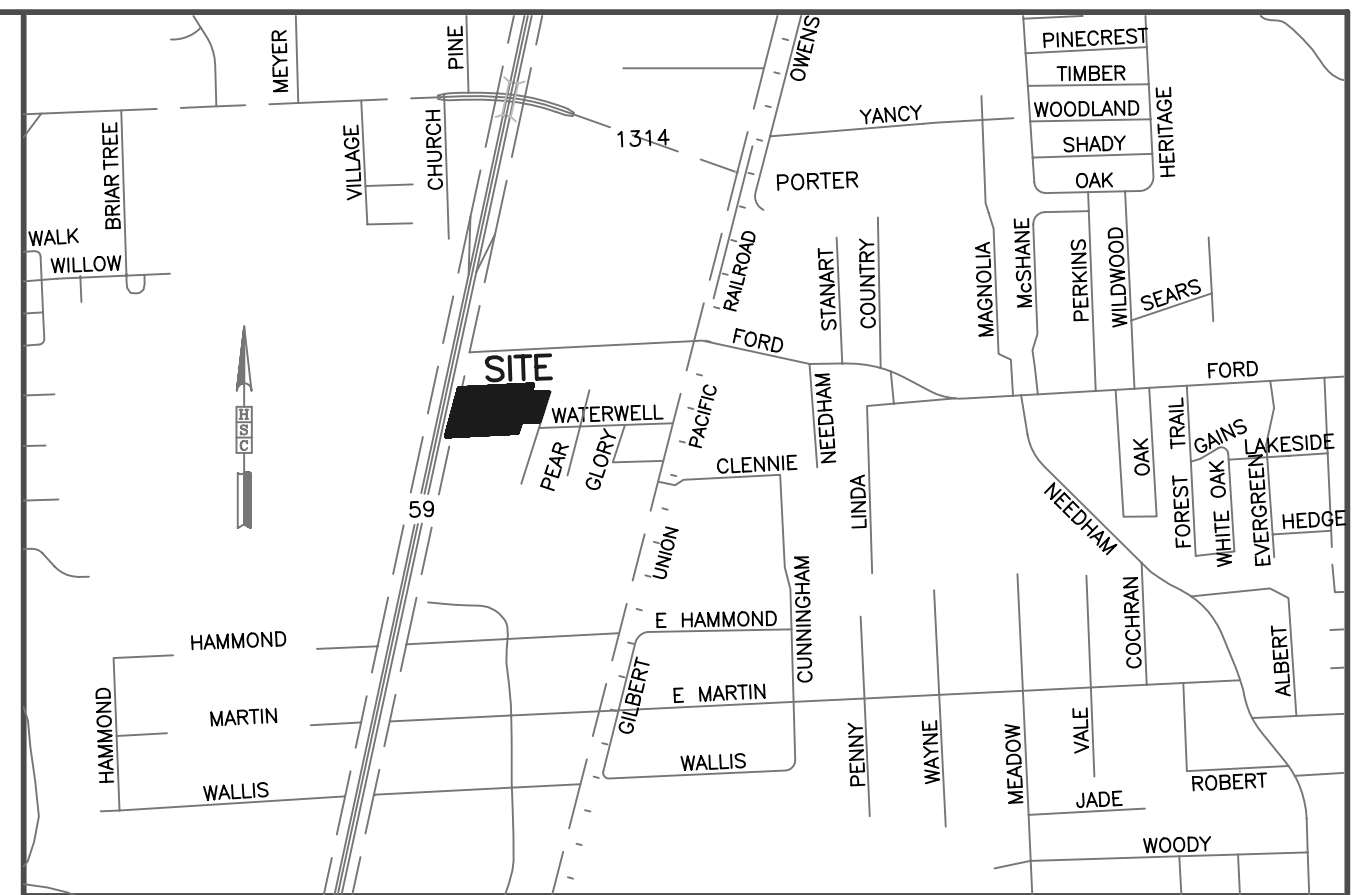 PINECREST
OWENS
MEYER
PINE
TIMBER
WOODLAND
YANCY
HERITAGE
VILLAGE
CHURCH
1314
SHADY
BRIAR TREE
OAK
PORTER
WALK
WILLOW
RAILROAD
STANART
COUNTRY
MAGNOLIA
McSHANE
PERKINS
WILDWOOD
SEARS
FORD
SITE
FORD
H
S
C
WATERWELL
PACIFIC
NEEDHAM
PEAR
GLORY
OAK
FOREST TRAIL
GAINS
LAKESIDE
CLENNIE
LINDA
NEEDHAM
WHITE OAK
EVERGREEN
HEDGE
59
UNION
CUNNINGHAM
E HAMMOND
COCHRAN
HAMMOND
ALBERT
HAMMOND
GILBERT
E MARTIN
MARTIN
PENNY
WAYNE
MEADOW
VALE
WALLIS
WALLIS
ROBERT
JADE
WOODY